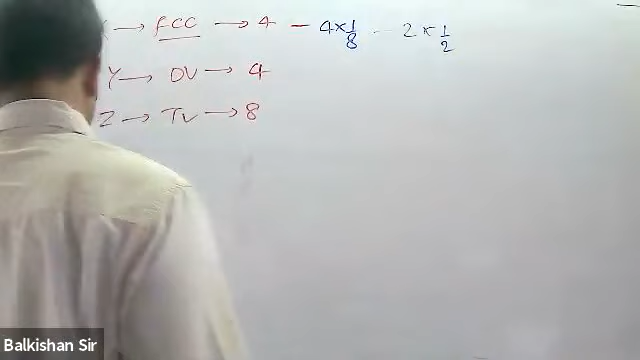 X → FCC → 4 - 4×1/8 - 2×1/2
Y → OV → 4
Z → TV → 8
Balkishan Sir